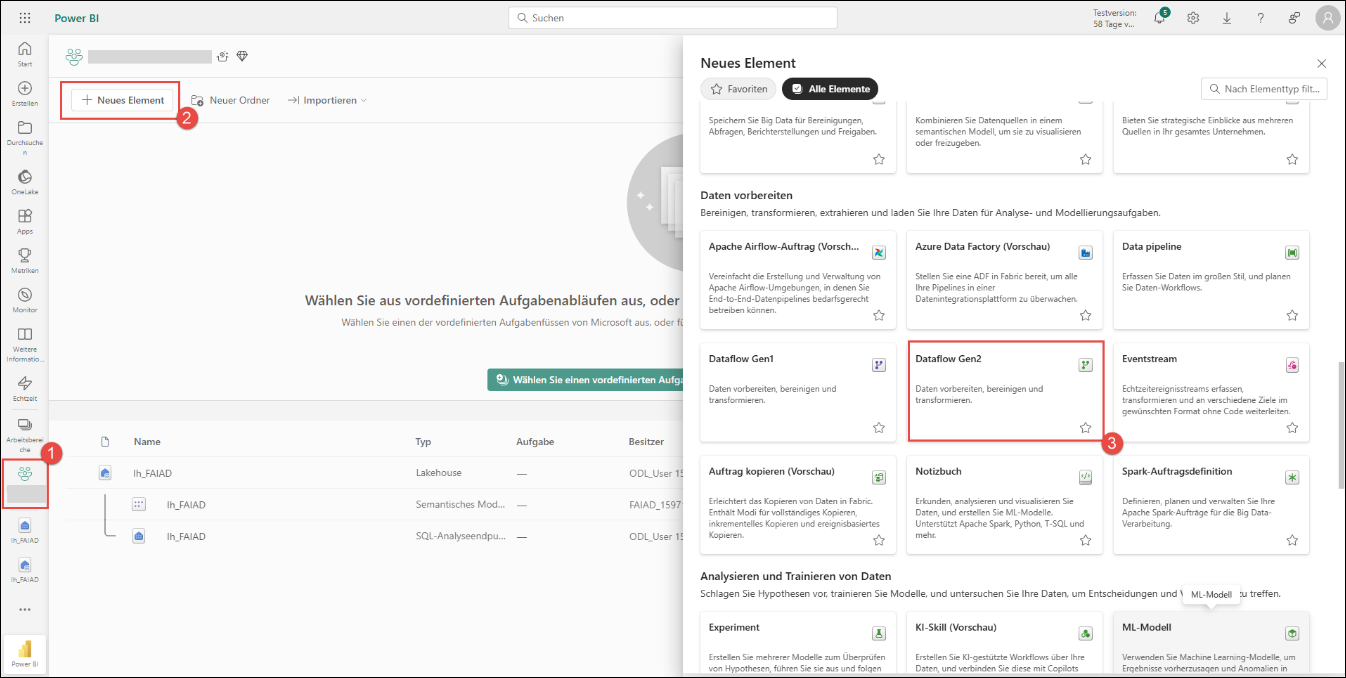 Power BI
Suchen
Testversion:
58 Tage v...
5
Start
Erstellen
Durchsuche
n
OneLake
Apps
Metriken
Monitor
Weitere
Informatio...
Echtzeit
Arbeitsberei
che
1
lh_FAIAD
lh_FAIAD
...
Power BI
Neues Element
2
Neuer Ordner
Importieren
Wählen Sie aus vordefinierten Aufgabenabläufen aus, oder
Wählen Sie einen der vordefinierten Aufgabenfüssen von Microsoft aus, oder fü
Wählen Sie einen vordefinierten Aufga
Name Typ Aufgabe Besitzer
lh_FAIAD Lakehouse — ODL_User 15
lh_FAIAD Semantisches Mod... — FAIAD_1597
lh_FAIAD SQL-Analyseendpu... — ODL_User 15
Neues Element
Favoriten
Alle Elemente
Nach Elementtyp filt...
Speichern Sie Big Data für Bereinigungen,
Abfragen, Berichterstellungen und Freigaben.
Kombinieren Sie Datenquellen in einem
semantischen Modell, um sie zu visualisieren
oder freizugeben.
Bieten Sie strategische Einblicke aus mehreren
Quellen in Ihr gesamtes Unternehmen.
Daten vorbereiten
Bereinigen, transformieren, extrahieren und laden Sie Ihre Daten für Analyse- und Modellierungsaufgaben.
Apache Airflow-Auftrag (Vorsch...
Vereinfacht die Erstellung und Verwaltung von
Apache Airflow-Umgebungen, in denen Sie
End-to-End-Datenpipelines bedarfsgerecht
betreiben können.
Azure Data Factory (Vorschau)
Stellen Sie eine ADF in Fabric bereit, um alle
Ihre Pipelines in einer
Datenintegrationsplattform zu überwachen.
Data pipeline
Erfassen Sie Daten im großen Stil, und planen
Sie Daten-Workflows.
Dataflow Gen1
Daten vorbereiten, bereinigen und
transformieren.
Dataflow Gen2
Daten vorbereiten, bereinigen und
transformieren.
3
Eventstream
Echtzeitereignisstreams erfassen,
transformieren und an verschiedene Ziele im
gewünschten Format ohne Code weiterleiten.
Auftrag kopieren (Vorschau)
Erleichtert das Kopieren von Daten in Fabric.
Enthält Modi für vollständiges Kopieren,
inkrementelles Kopieren und ereignisbasiertes
Kopieren.
Notizbuch
Erkunden, analysieren und visualisieren Sie
Daten, und erstellen Sie ML-Modelle.
Unterstützt Apache Spark, Python, T-SQL und
mehr.
Spark-Auftragsdefinition
Definieren, planen und verwalten Sie Ihre
Apache Spark-Aufträge für die Big Data-
Verarbeitung.
Analysieren und Trainieren von Daten
Schlagen Sie Hypothesen vor, trainieren Sie Modelle, und untersuchen Sie Ihre Daten, um Entscheidungen und V zu treffen.
ML-Modell
Experiment
Erstellen Sie mehrerer Modelle zum Überprüfen
von Hypothesen, führen Sie sie aus und folgen
KI-Skill (Vorschau)
Erstellen Sie KI-gestützte Workflows über Ihre
Daten, und verbinden Sie diese mit Copilots
ML-Modell
Verwenden Sie Machine Learning-Modelle, um
Ergebnisse vorherzusagen und Anomalien in